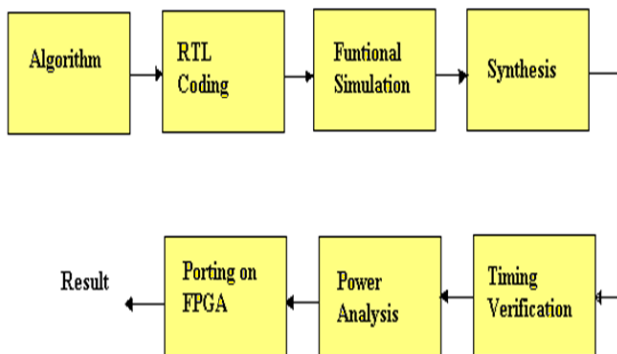 Algorithm
RTL
Coding
Funtional
Simulation
Synthesis
Timing
Verification
Power
Analysis
Porting on
FPGA
Result